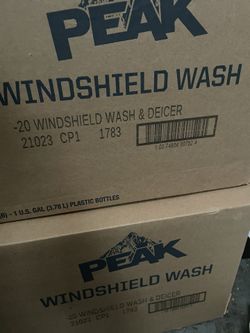 PEAK
WINDSHIELD WASH
-20 WINDSHIELD WASH & DEICER
21023 CP1 1783
- 1 U.S. GAL (3.78 L) PLASTIC BOTTLES
PEAK
WINDSHIELD WASH
-20 WINDSHIELD WASH & DEICER
21023 CP1 1783